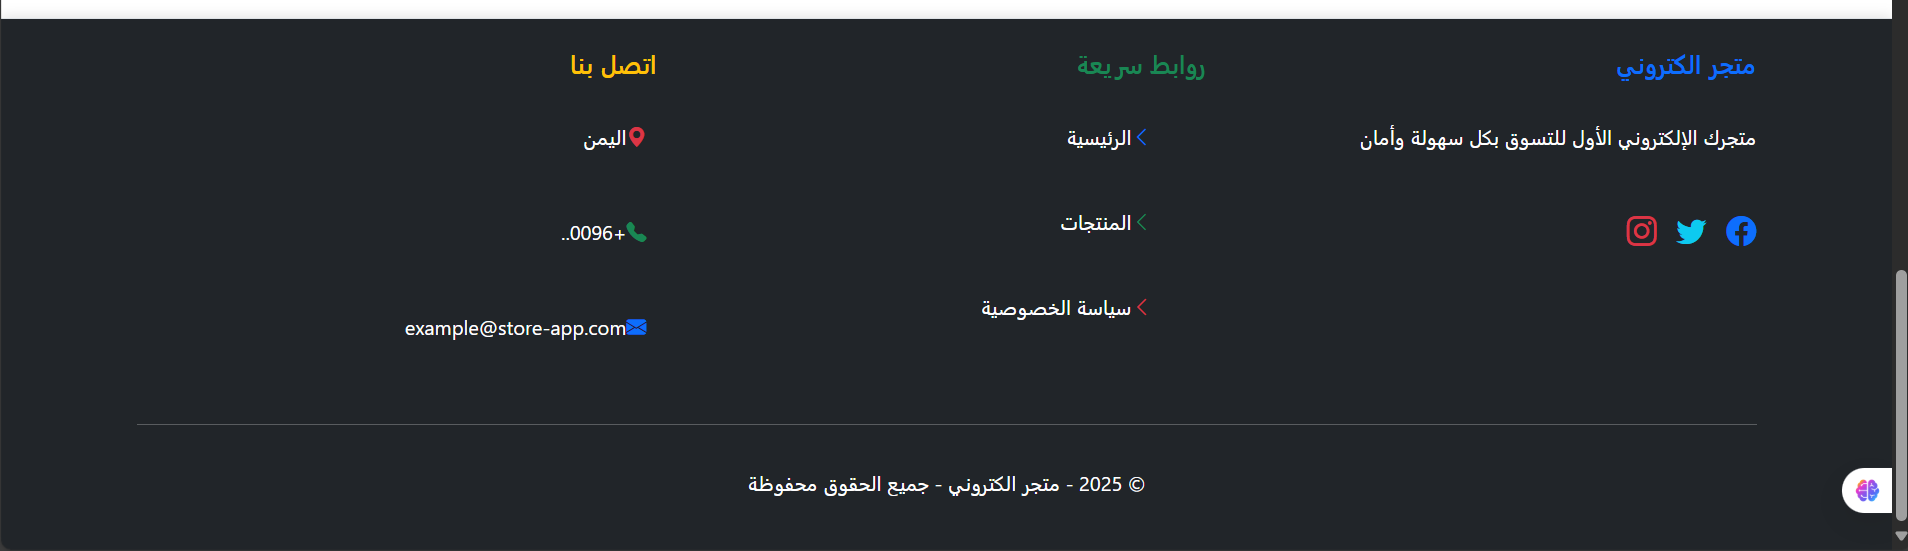 متجر الكتروني
متجرك الإلكتروني الأول للتسوق بكل سهولة وأمان
روابط سريعة
الرئيسية
المنتجات
سياسة الخصوصية
اتصل بنا
اليمن
+0096..
example@store-app.com
© 2025 - متجر الكتروني - جميع الحقوق محفوظة